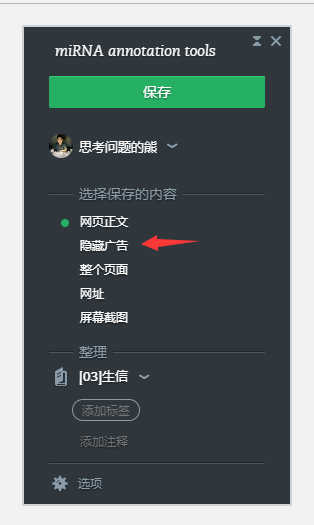 miRNA annotation tools
保存
思考问题的熊
选择保存的内容
网页正文
隐藏广告
整个页面
网址
屏幕截图
整理
[03]生信
添加标签
添加注释
选项